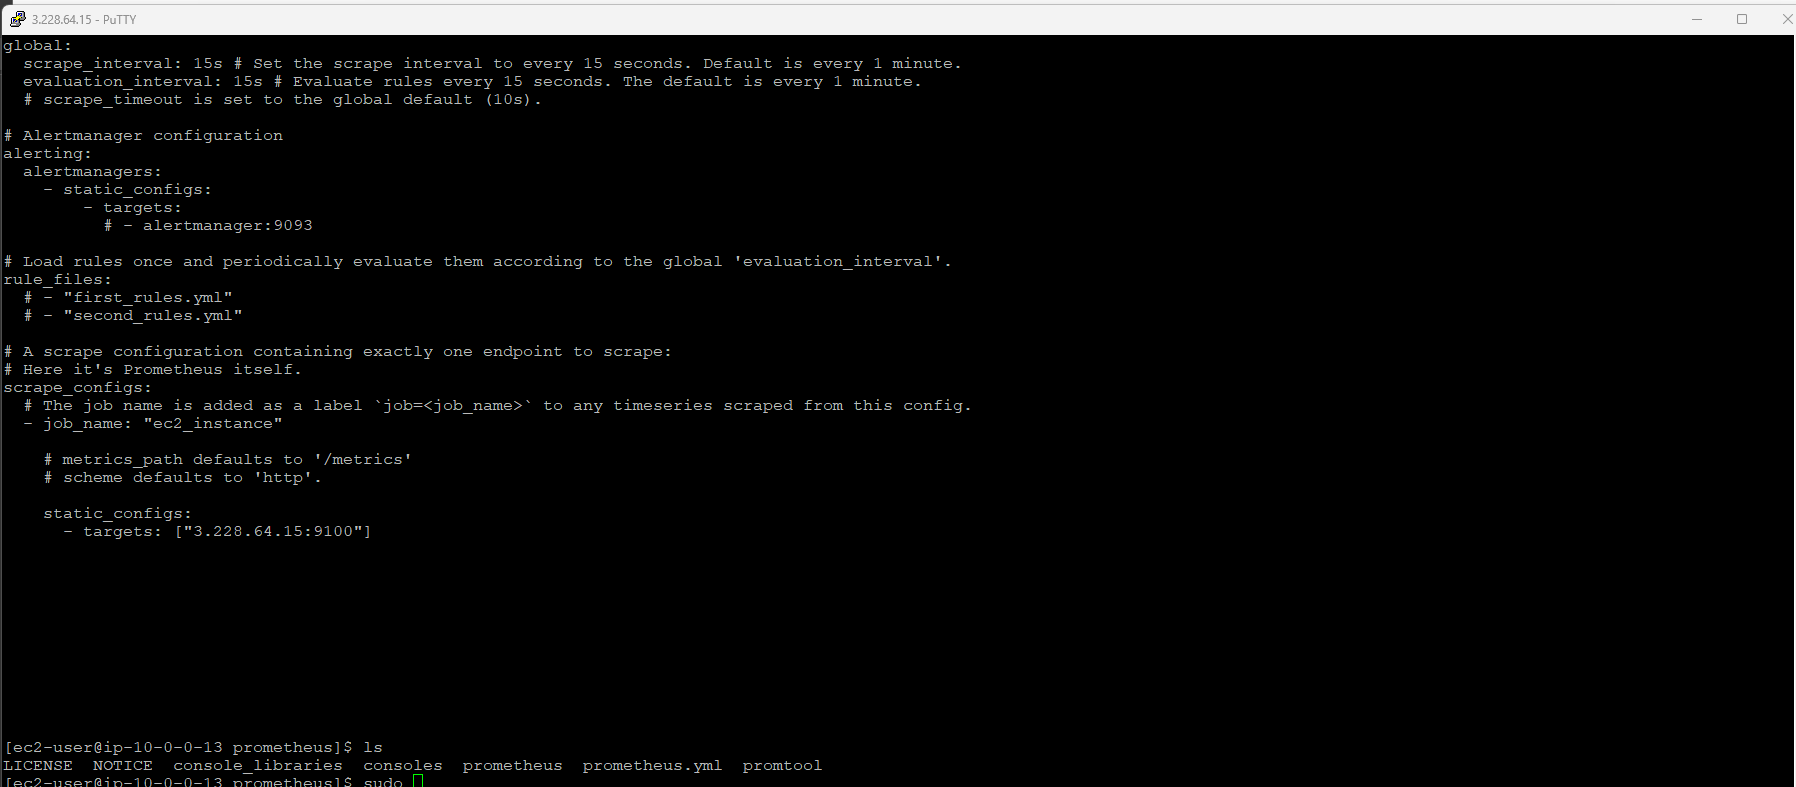 3.228.64.15 - PuTTY
global:
  scrape_interval: 15s # Set the scrape interval to every 15 seconds. Default is every 1 minute.
  evaluation_interval: 15s # Evaluate rules every 15 seconds. The default is every 1 minute.
  # scrape_timeout is set to the global default (10s).

# Alertmanager configuration
alerting:
  alertmanagers:
    - static_configs:
        - targets:
          # - alertmanager:9093

# Load rules once and periodically evaluate them according to the global 'evaluation_interval'.
rule_files:
  # - "first_rules.yml"
  # - "second_rules.yml"

# A scrape configuration containing exactly one endpoint to scrape:
# Here it's Prometheus itself.
scrape_configs:
  # The job name is added as a label `job=<job_name>` to any timeseries scraped from this config.
  - job_name: "ec2_instance"

    # metrics_path defaults to '/metrics'
    # scheme defaults to 'http'.

    static_configs:
      - targets: ["3.228.64.15:9100"]

[ec2-user@ip-10-0-0-13 prometheus]$ ls
LICENSE  NOTICE  console_libraries  consoles  prometheus  prometheus.yml  promtool
[ec2-user@ip-10-0-0-13 prometheus]$ sudo